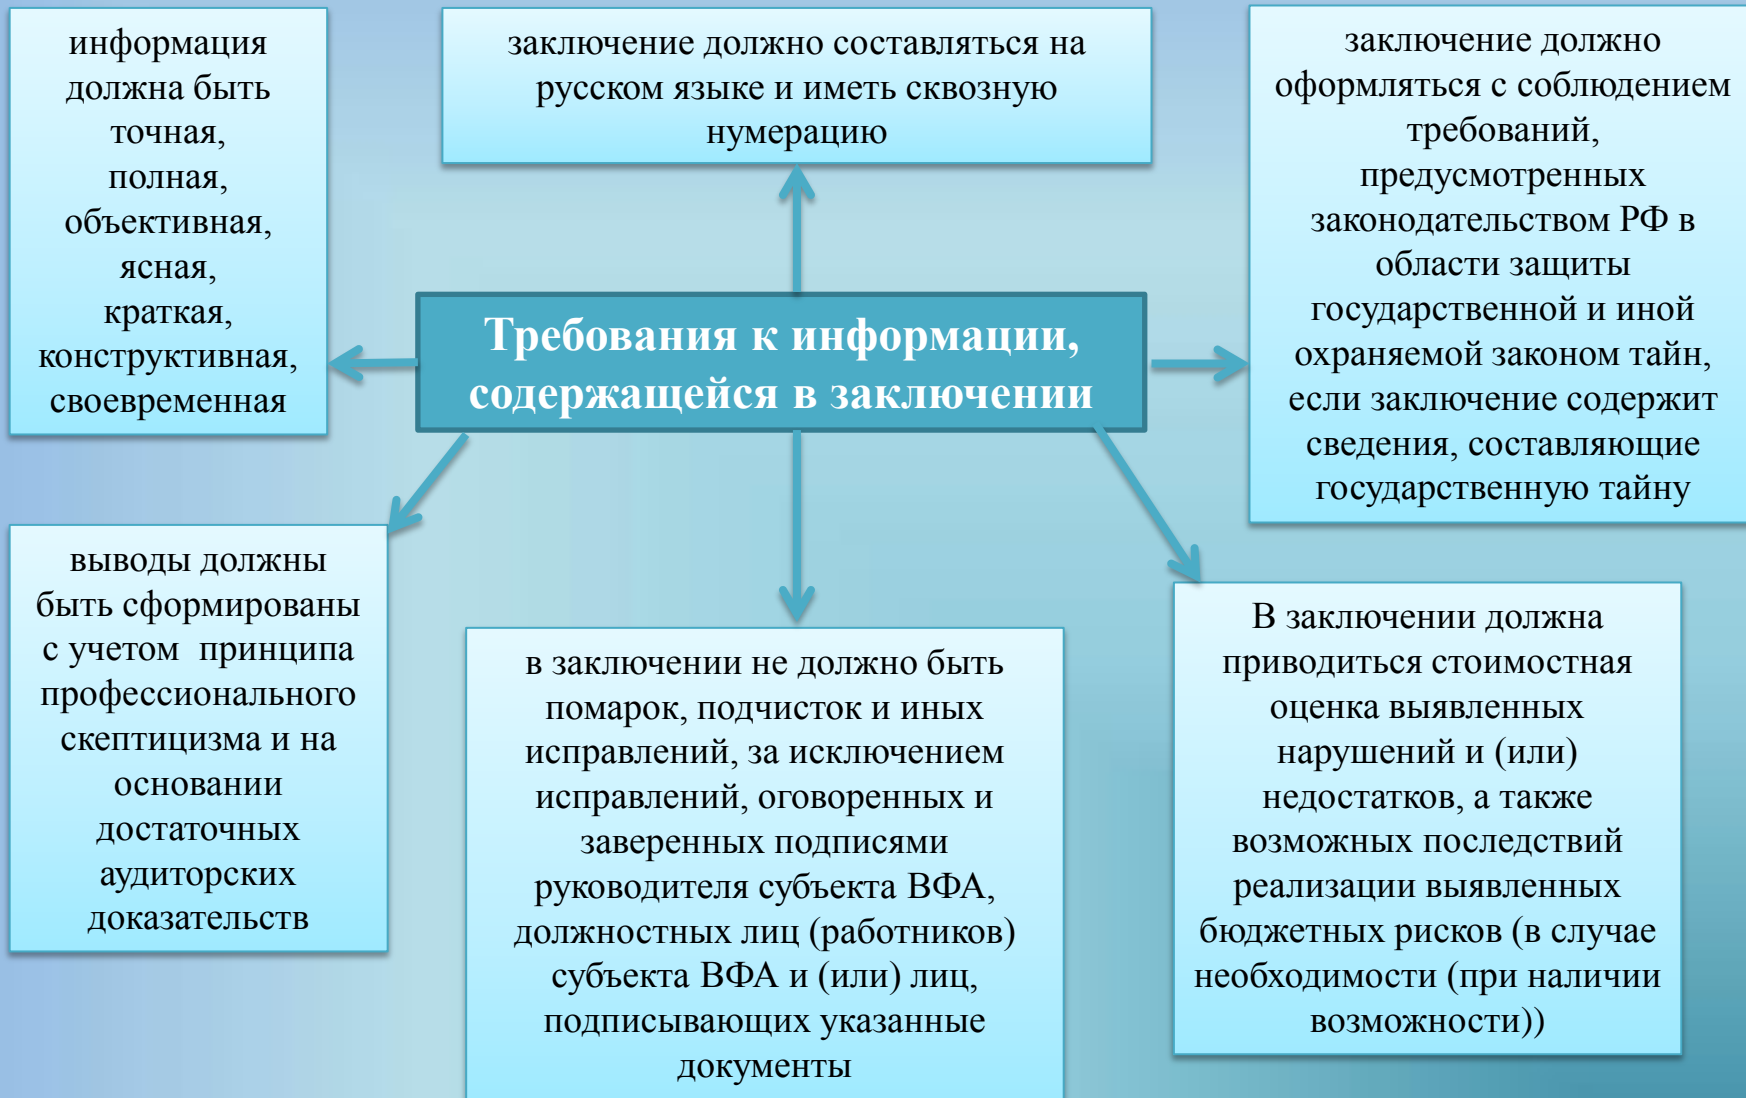 информация
должна быть
точная,
полная,
объективная,
ясная,
краткая,
конструктивная,
своевременная
заключение должно составляться на
русском языке и иметь сквозную
нумерацию
заключение должно
оформляться с соблюдением
требований,
предусмотренных
законодательством РФ в
области защиты
государственной и иной
охраняемой законом тайн,
если заключение содержит
сведения, составляющие
государственную тайну
Требования к информации,
содержащейся в заключении
выводы должны
быть сформированы
с учетом  принципа
профессионального
скептицизма и на
основании
достаточных
аудиторских
доказательств
в заключении не должно быть
помарок, подчисток и иных
исправлений, за исключением
исправлений, оговоренных и
заверенных подписями
руководителя субъекта ВФА,
должностных лиц (работников)
субъекта ВФА и (или) лиц,
подписывающих указанные
документы
В заключении должна
приводиться стоимостная
оценка выявленных
нарушений и (или)
недостатков, а также
возможных последствий
реализации выявленных
бюджетных рисков (в случае
необходимости (при наличии
возможности))